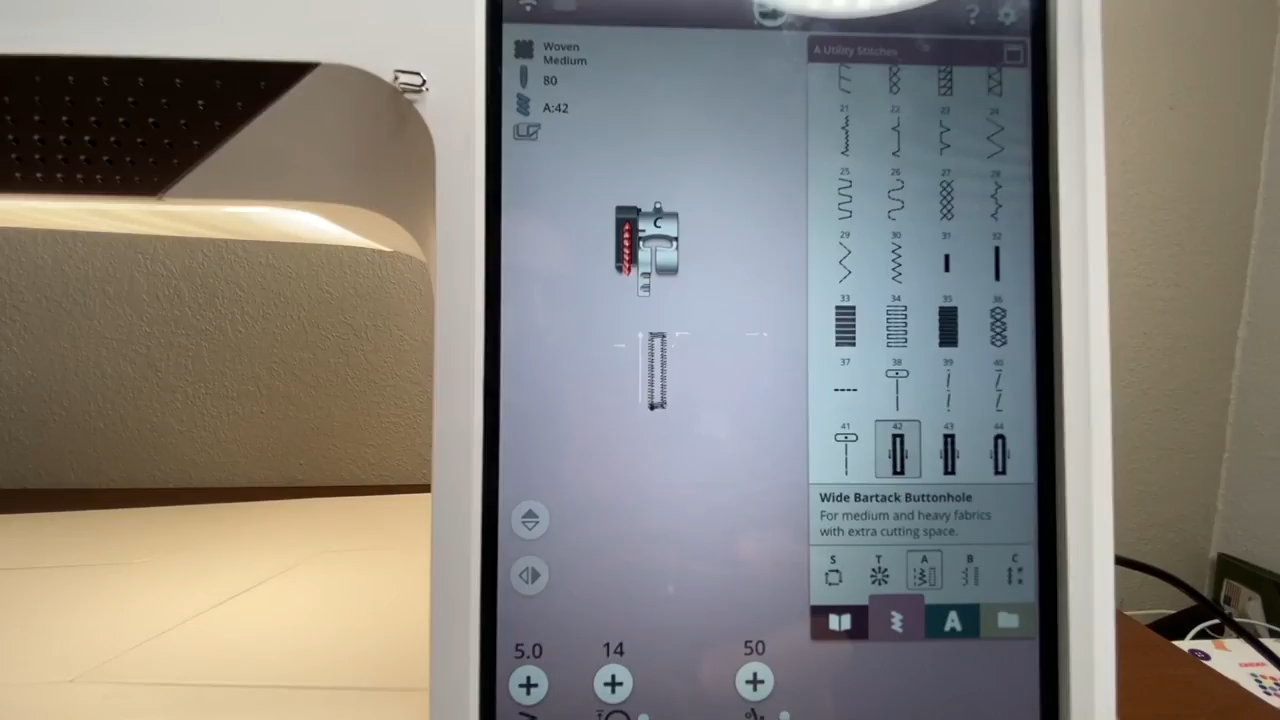 ?
Woven
Medium
80
A:42
C
A Utility Stitches
21 22 23 24
25 26 27 28
29 30 31 32
33 34 35 36
37 38 39 40
41 42 43 44
Wide Bartack Buttonhole
For medium and heavy fabrics
with extra cutting space.
S T A B C
A
5.0 14 50
+ + +